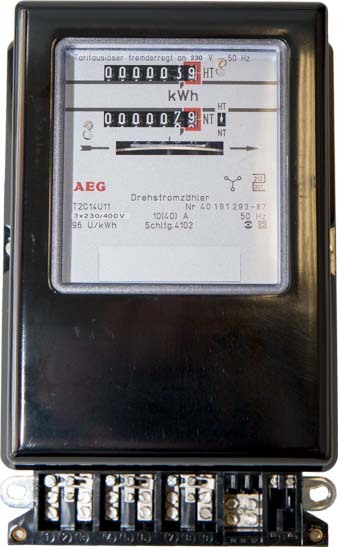 Tarifauslöser fremderregt an 230 V 50 Hz
0000059 HT
kWh
HT
0000079 NT
NT
AEG
Drehstromzähler
T2C14U11 Nr 40 191 293-87
3x230/400V 10(40) A 50 Hz
96 U/kWh Schltg.4102